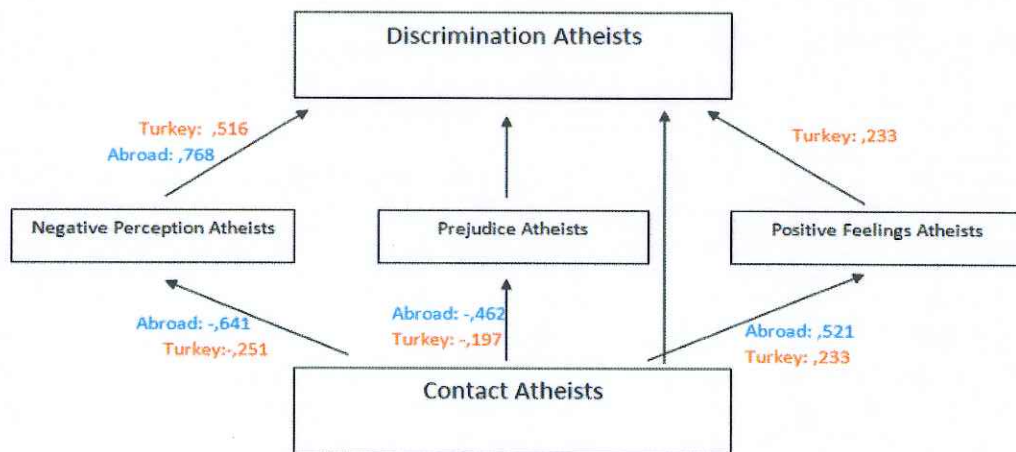 Discrimination Atheists
Turkey: ,516
Abroad: ,768
Turkey: ,233
Negative Perception Atheists
Prejudice Atheists
Positive Feelings Atheists
Abroad: -,641
Turkey:-,251
Abroad: -,462
Turkey: -,197
Abroad: ,521
Turkey: ,233
Contact Atheists